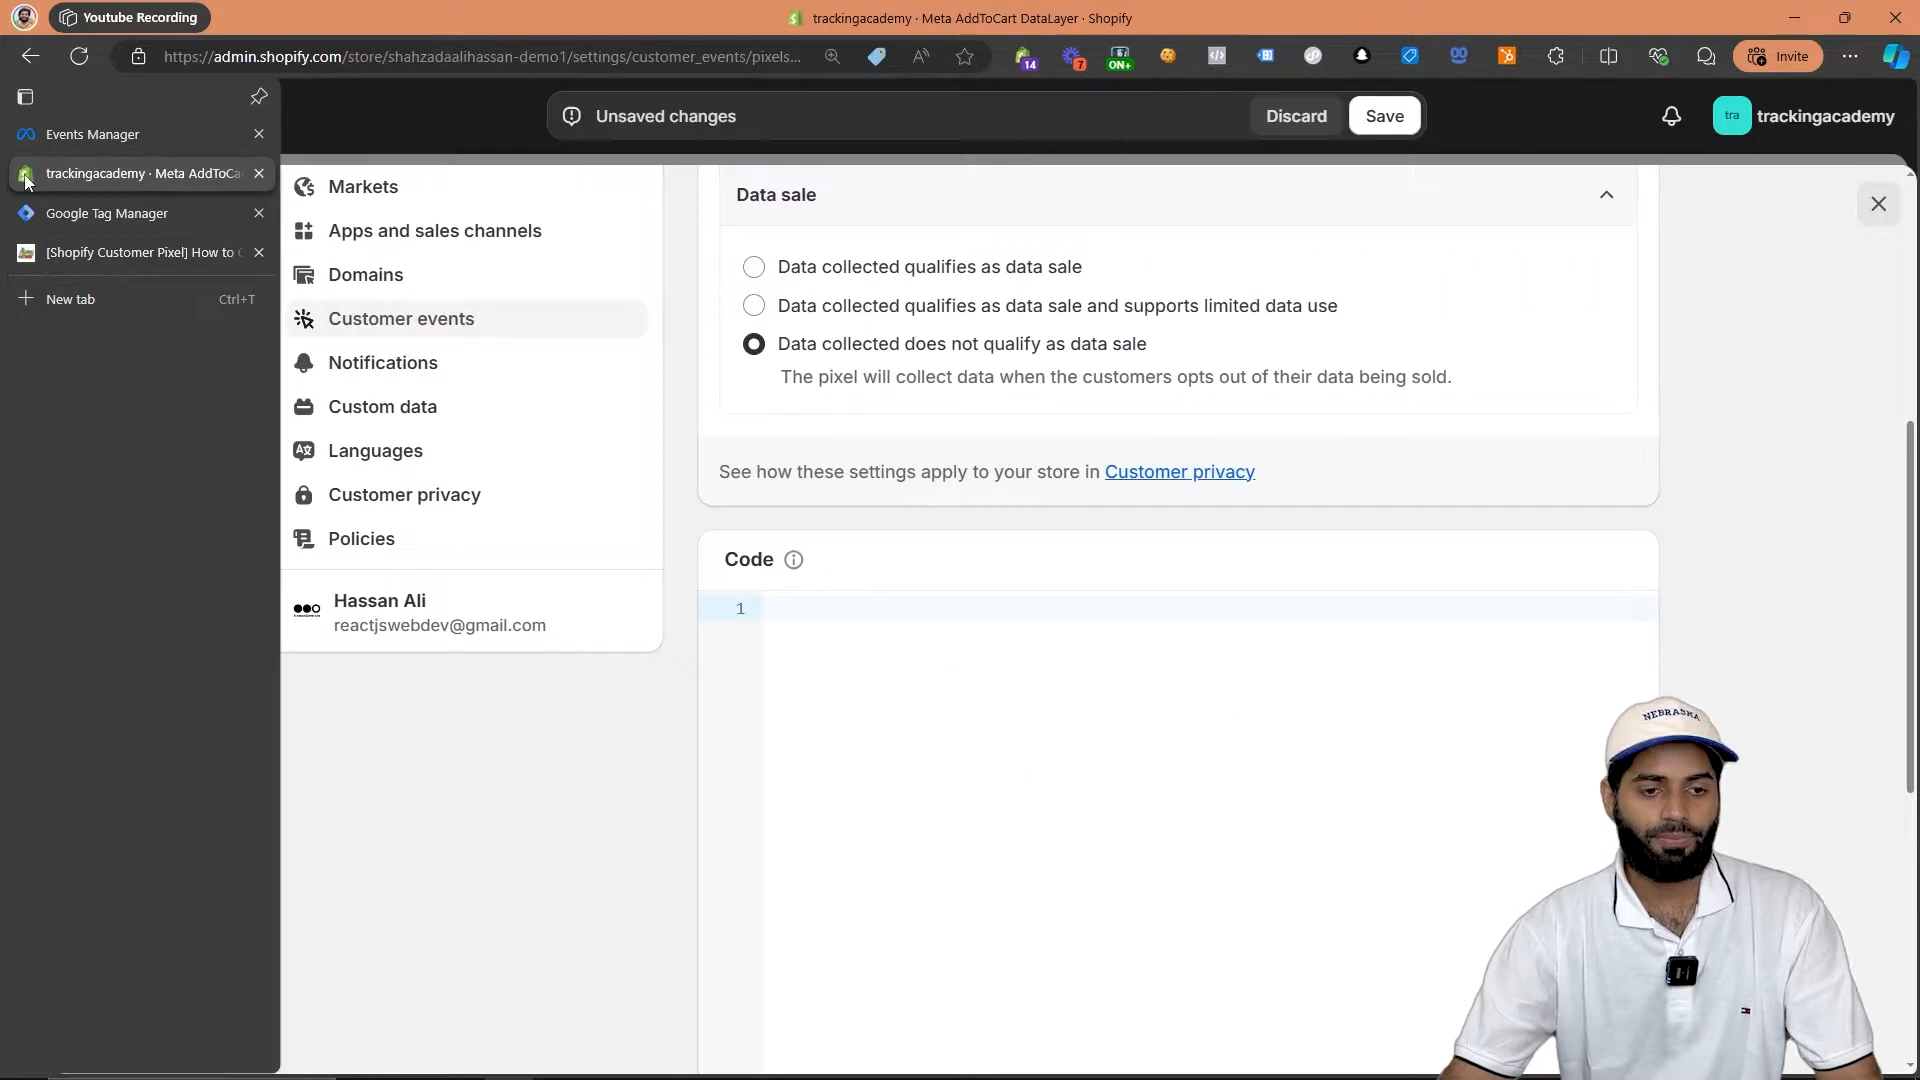 Youtube Recording
trackingacademy · Meta AddToCart DataLayer · Shopify
https://admin.shopify.com/store/shahzadaalihassan-demo1/settings/customer_events/pixels...
14
7
ON+
Invite
Events Manager
trackingacademy · Meta AddToCa
Google Tag Manager
[Shopify Customer Pixel] How to C
New tab
Ctrl+T
Unsaved changes
Discard
Save
tra
trackingacademy
Markets
Apps and sales channels
Domains
Customer events
Notifications
Custom data
Languages
Customer privacy
Policies
Hassan Ali
reactjswebdev@gmail.com
Data sale
Data collected qualifies as data sale
Data collected qualifies as data sale and supports limited data use
Data collected does not qualify as data sale
The pixel will collect data when the customers opts out of their data being sold.
See how these settings apply to your store in Customer privacy
Code
1
NEBRASKA